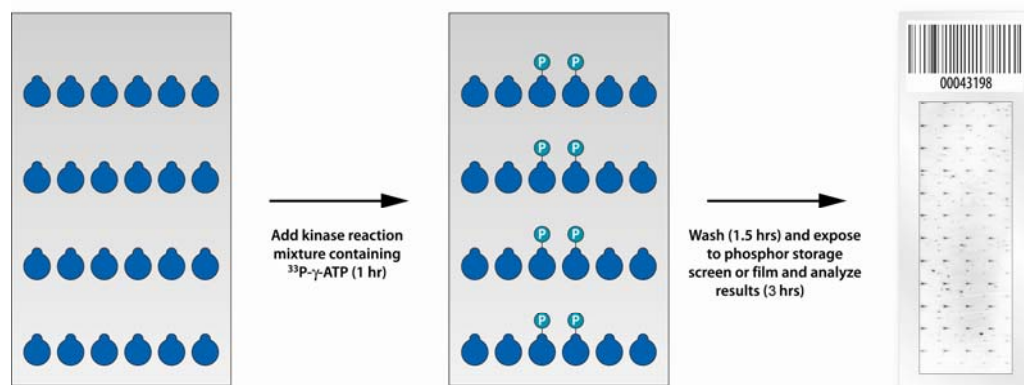 P P
P P
P P
P P
Add kinase reaction
mixture containing
³³P-γ-ATP (1 hr)
Wash (1.5 hrs) and expose
to phosphor storage
screen or film and analyze
results (3 hrs)
00043198